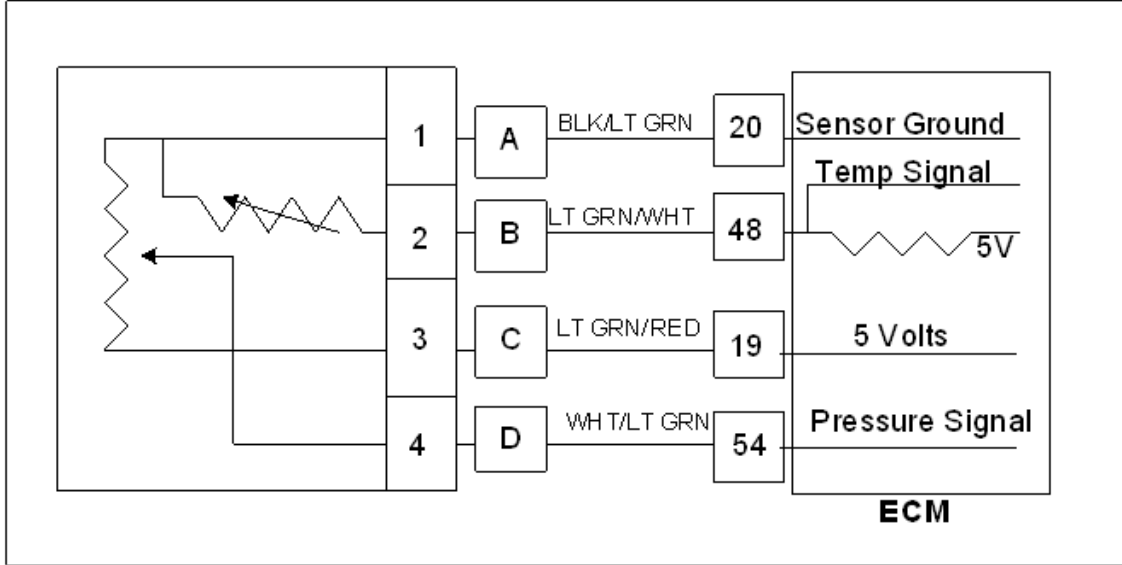 1 A BLK/LT GRN 20 Sensor Ground
Temp Signal
2 B LT GRN/WHT 48
5V
3 C LT GRN/RED 19 5 Volts
4 D WHT/LT GRN 54 Pressure Signal
ECM